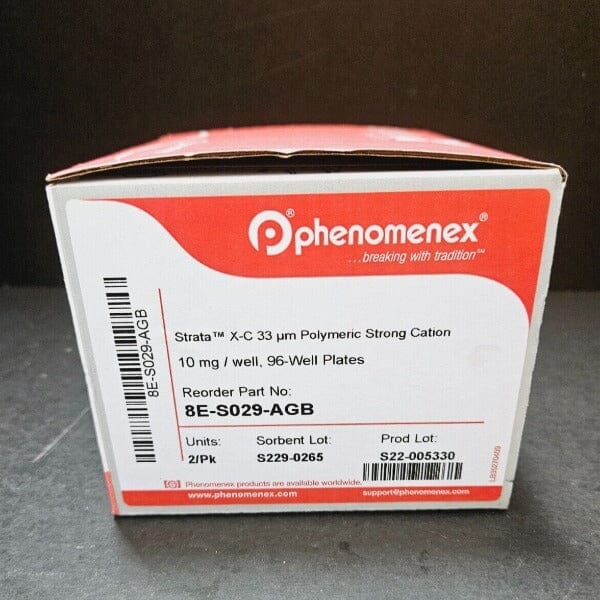 phenomenex®
...breaking with tradition℠
8E-S029-AGB
Strata™ X-C 33 µm Polymeric Strong Cation
10 mg / well, 96-Well Plates
Reorder Part No:
8E-S029-AGB
Units: Sorbent Lot: Prod Lot:
2/Pk S229-0265 S22-005330
Phenomenex products are available worldwide.
www.phenomenex.com support@phenomenex.com